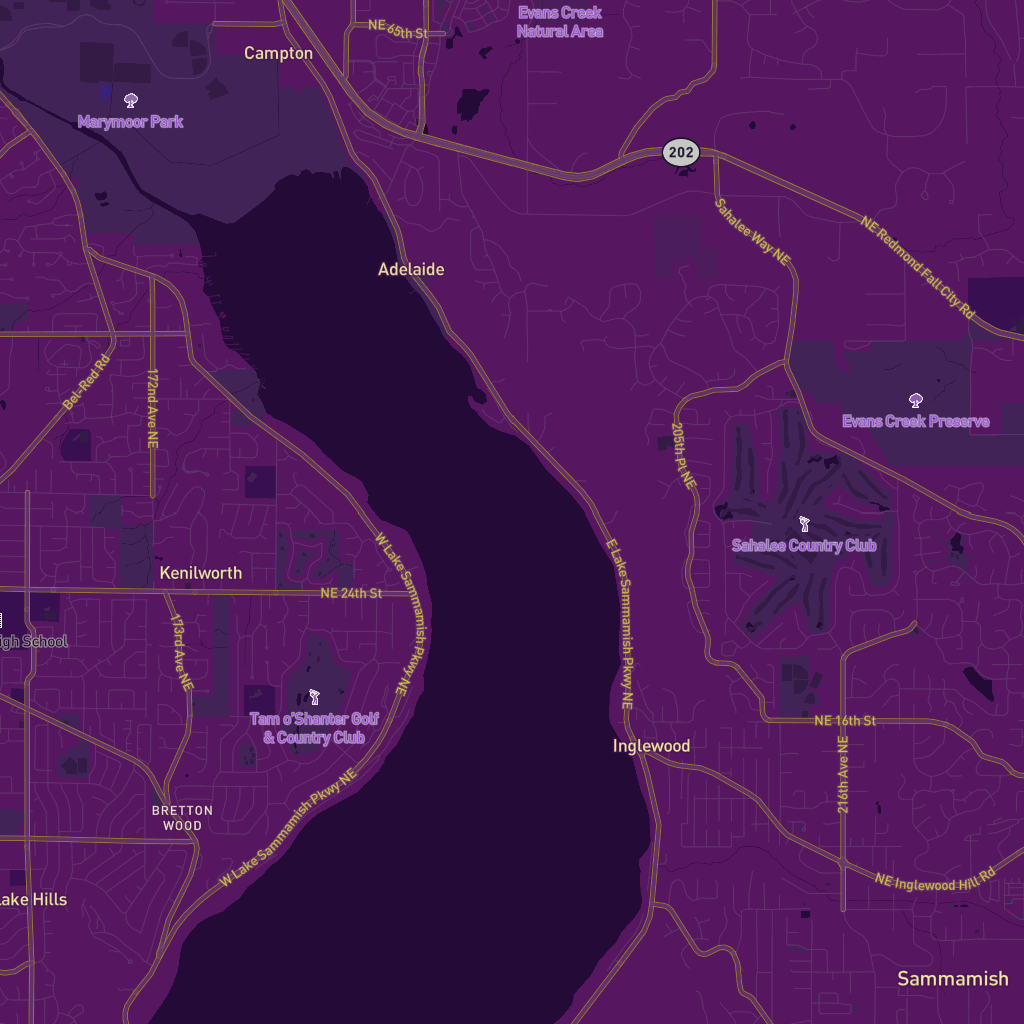 Evans Creek
Natural Area
NE 65th St
Campton
Marymoor Park
202
Sahalee Way NE
NE Redmond Fall City Rd
Adelaide
Bel-Red Rd
172nd Ave NE
Evans Creek Preserve
205th Pl NE
Sahalee Country Club
W Lake Sammamish Pkwy NE
E Lake Sammamish Pkwy NE
Kenilworth
NE 24th St
igh School
173rd Ave NE
Tam o'Shanter Golf
& Country Club
NE 16th St
Inglewood
216th Ave NE
W Lake Sammamish Pkwy NE
BRETTON
WOOD
NE Inglewood Hill Rd
Lake Hills
Sammamish